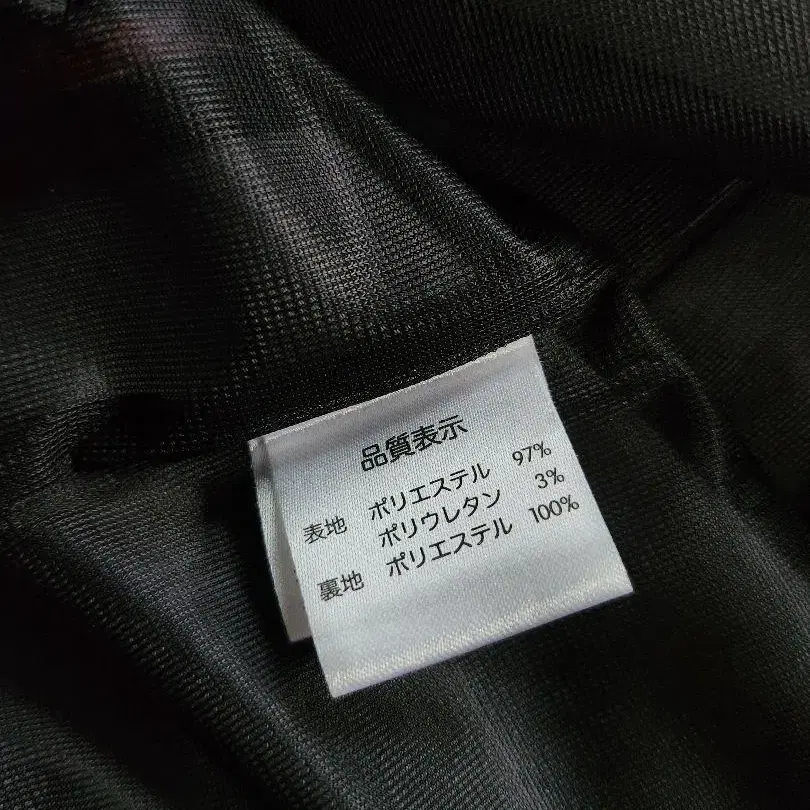 品質表示
表地 ポリエステル 97%
ポリウレタン 3%
裏地 ポリエステル 100%